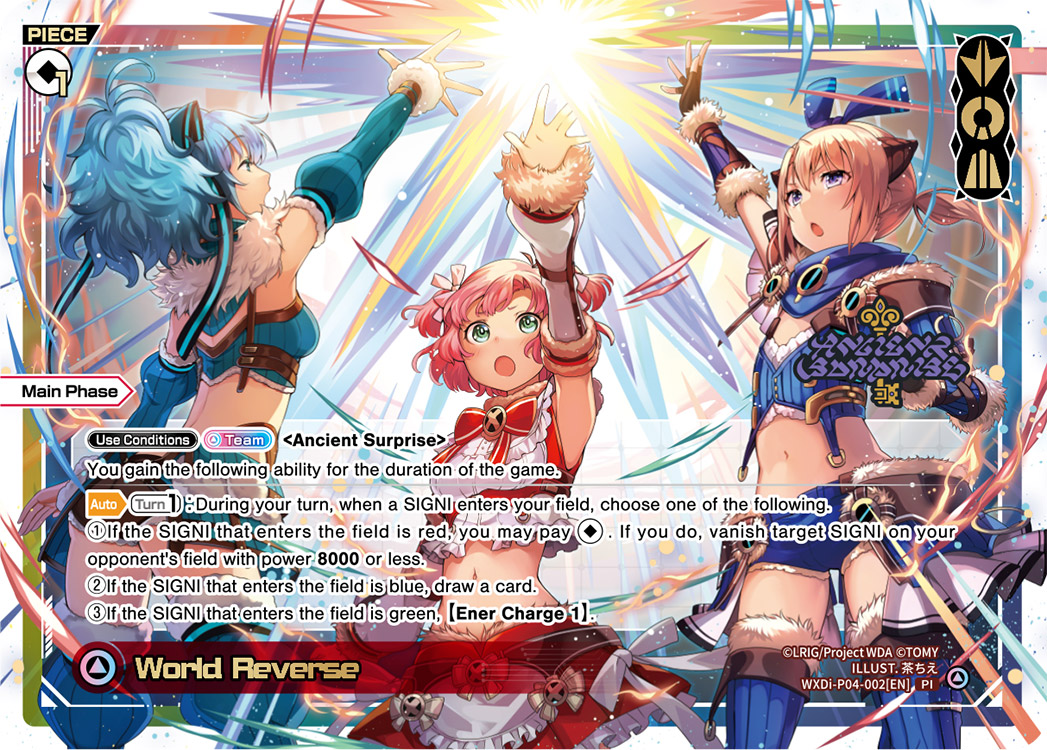 PIECE
1
Main Phase
Use Conditions Team <Ancient Surprise>
You gain the following ability for the duration of the game.
Auto Turn 1 : During your turn, when a SIGNI enters your field, choose one of the following.
①If the SIGNI that enters the field is red, you may pay ◆. If you do, vanish target SIGNI on your
opponent's field with power 8000 or less.
②If the SIGNI that enters the field is blue, draw a card.
③If the SIGNI that enters the field is green, 【Ener Charge 1】.
World Reverse
©LRIG/Project WDA ©TOMY
ILLUST. 茶ちえ
WXDi-P04-002[EN] PI